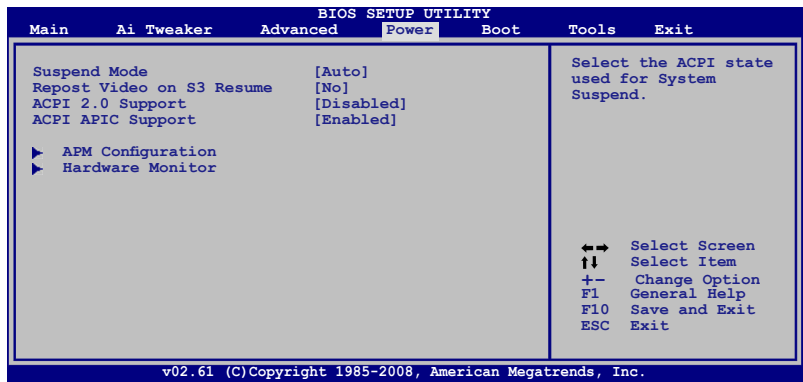 BIOS SETUP UTILITY
Main Ai Tweaker Advanced Power Boot Tools Exit
Suspend Mode [Auto]
Repost Video on S3 Resume [No]
ACPI 2.0 Support [Disabled]
ACPI APIC Support [Enabled]
APM Configuration
Hardware Monitor
Select the ACPI state
used for System
Suspend.
Select Screen
Select Item
+- Change Option
F1 General Help
F10 Save and Exit
ESC Exit
v02.61 (C)Copyright 1985-2008, American Megatrends, Inc.